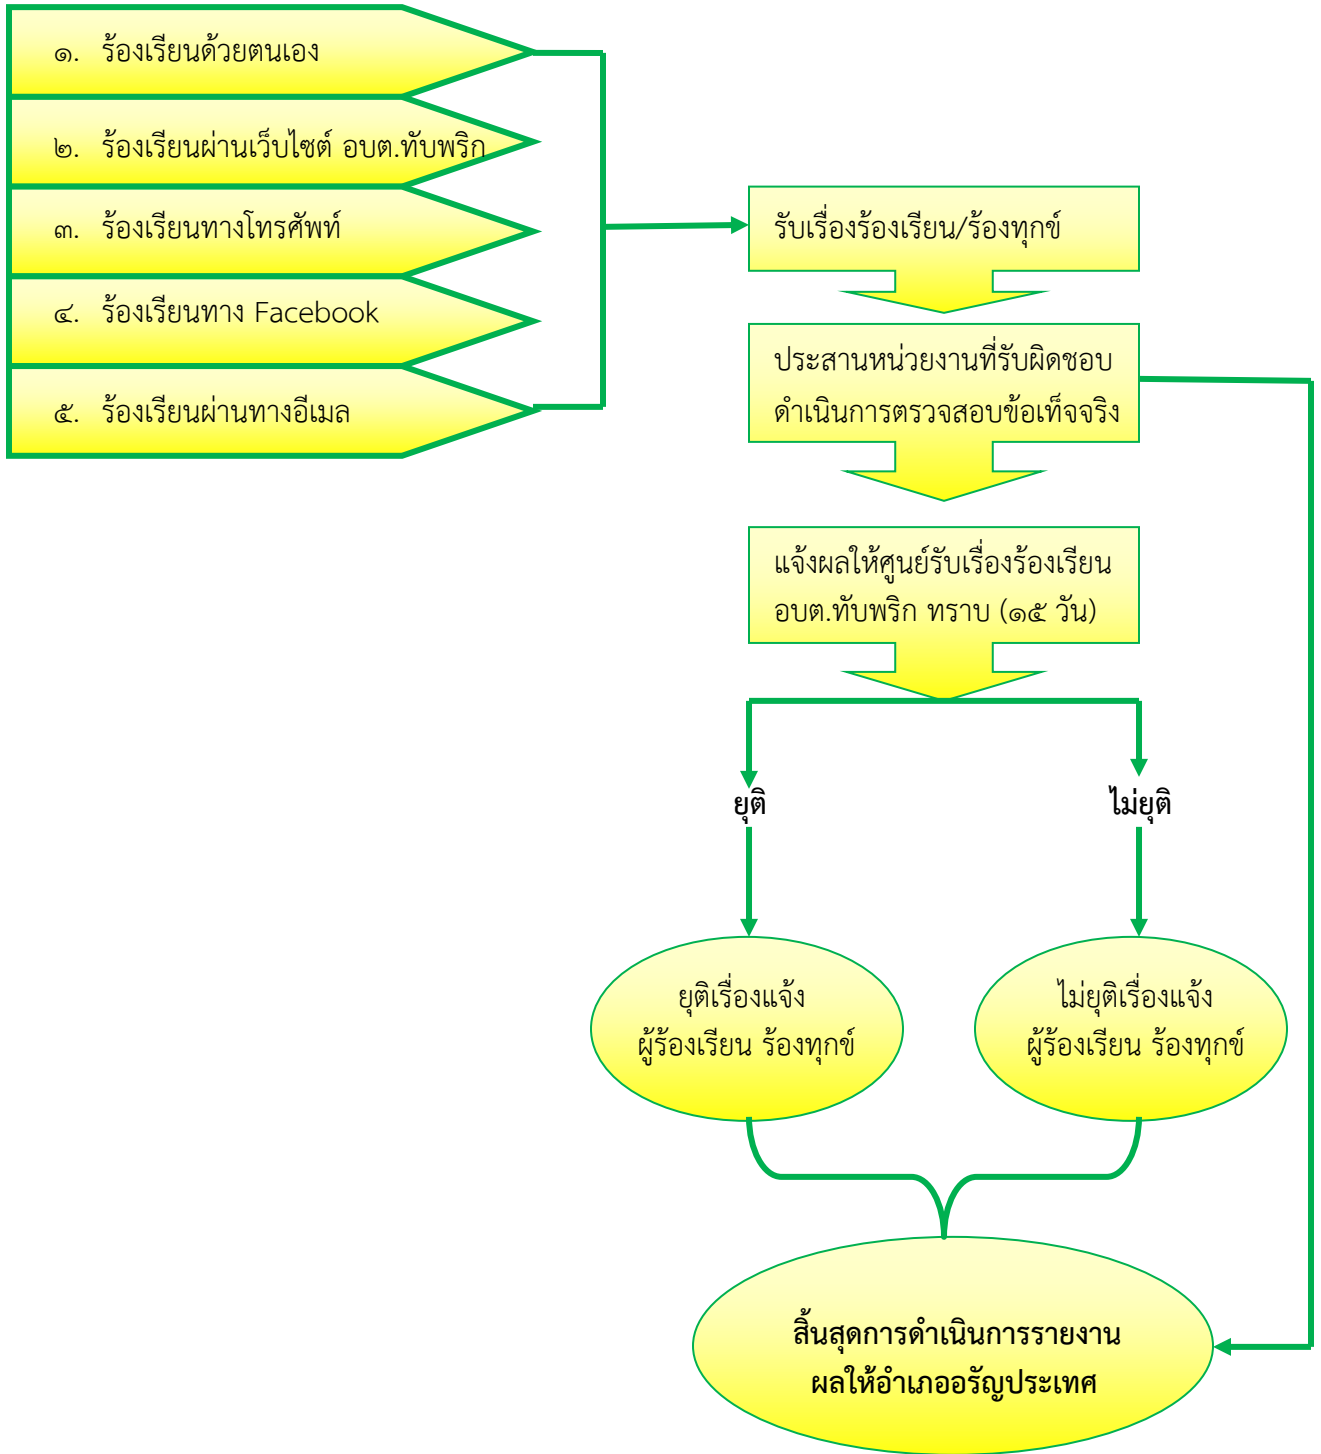 ๑. ร้องเรียนด้วยตนเอง
๒. ร้องเรียนผ่านเว็บไซต์ อบต.ทับพริก
๓. ร้องเรียนทางโทรศัพท์
๔. ร้องเรียนทาง Facebook
๕. ร้องเรียนผ่านทางอีเมล
รับเรื่องร้องเรียน/ร้องทุกข์
ประสานหน่วยงานที่รับผิดชอบ
ดำเนินการตรวจสอบข้อเท็จจริง
แจ้งผลให้ศูนย์รับเรื่องร้องเรียน
อบต.ทับพริก ทราบ (๑๕ วัน)
ยุติ
ไม่ยุติ
ยุติเรื่องแจ้ง
ผู้ร้องเรียน ร้องทุกข์
ไม่ยุติเรื่องแจ้ง
ผู้ร้องเรียน ร้องทุกข์
สิ้นสุดการดำเนินการรายงาน
ผลให้อำเภออรัญประเทศ